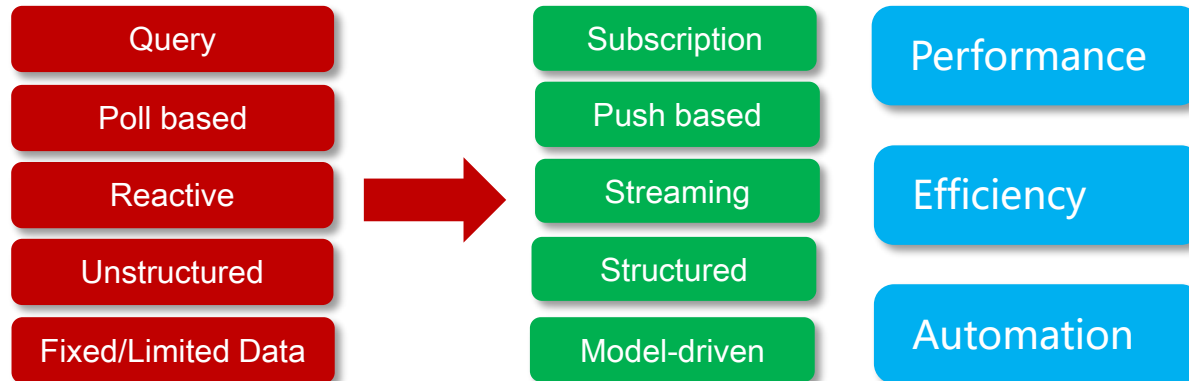 Query
Poll based
Reactive
Unstructured
Fixed/Limited Data
Subscription
Push based
Streaming
Structured
Model-driven
Performance
Efficiency
Automation